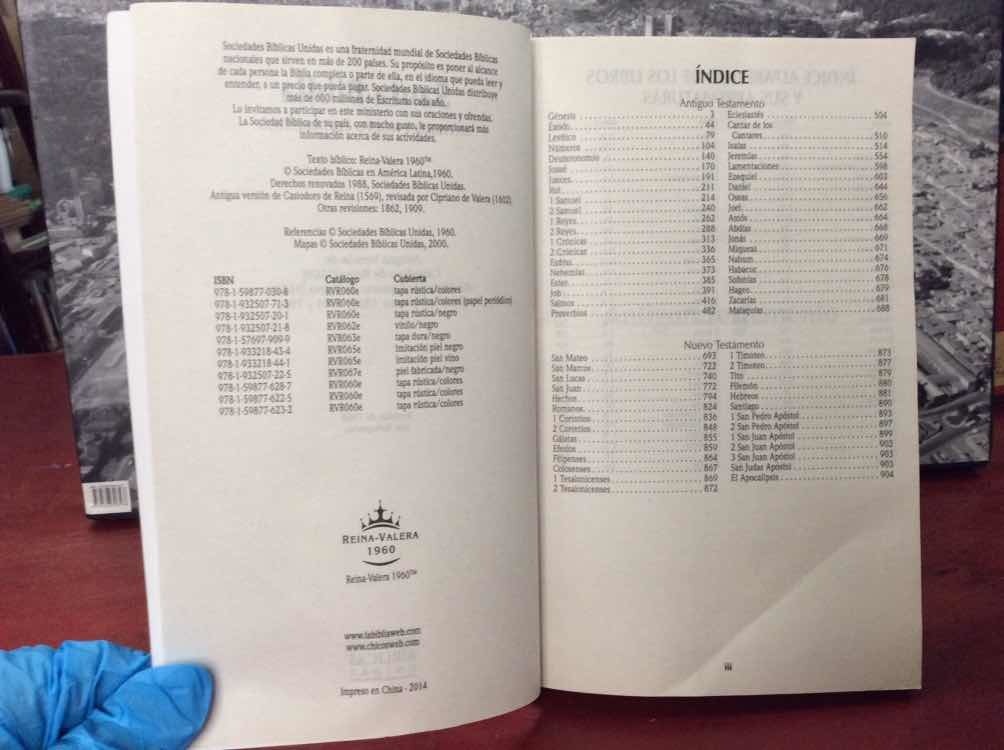 Sociedades Bíblicas Unidas es una fraternidad mundial de Sociedades Bíblicas
nacionales que sirven en más de 200 países. Su propósito es poner al alcance
de cada persona la Biblia completa o parte de ella, en el idioma que pueda leer y
entender, a un precio que pueda pagar. Sociedades Bíblicas Unidas distribuye
más de 600 millones de Escrituras cada año.
Lo invitamos a participar en este ministerio con sus oraciones y ofrendas.
La Sociedad Bíblica de su país, con mucho gusto, le proporcionará más
información acerca de sus actividades.
Texto bíblico: Reina-Valera 1960™
© Sociedades Bíblicas en América Latina,1960.
Derechos renovados 1988, Sociedades Bíblicas Unidas.
Antigua versión de Casiodoro de Reina (1569), revisada por Cipriano de Valera (1602).
Otras revisiones: 1862, 1909.
Referencias © Sociedades Bíblicas Unidas, 1960.
Mapas © Sociedades Bíblicas Unidas, 2000.
ISBN Catálogo Cubierta
978-1-59877-030-8 RVR060e tapa rústica/colores
978-1-932507-71-3 RVR060e tapa rústica/colores (papel periódico)
978-1-932507-20-1 RVR060e tapa rústica/negro
978-1-932507-21-8 RVR062e vinilo/negro
978-1-57697-909-9 RVR063e tapa dura/negro
978-1-933218-43-4 RVR065e imitación piel negro
978-1-933218-44-1 RVR065e imitación piel vino
978-1-932507-22-5 RVR067e piel fabricada/negro
978-1-59877-628-7 RVR060e tapa rústica/colores
978-1-59877-622-5 RVR060e tapa rústica/colores
978-1-59877-623-2 RVR060e tapa rústica/colores
REINA-VALERA
1960
Reina-Valera 1960™
www.labibliaweb.com
www.chicosweb.com
Impreso en China - 2014
ÍNDICE
Antiguo Testamento
Génesis 3
Éxodo 44
Levítico 79
Números 104
Deuteronomio 140
Josué 170
Jueces 191
Rut 211
1 Samuel 214
2 Samuel 240
1 Reyes 262
2 Reyes 288
1 Crónicas 313
2 Crónicas 336
Esdras 365
Nehemías 373
Ester 385
Job 391
Salmos 416
Proverbios 482
Eclesiastés 504
Cantar de los
Cantares 510
Isaías 514
Jeremías 554
Lamentaciones 598
Ezequiel 603
Daniel 644
Oseas 656
Joel 662
Amós 664
Abdías 668
Jonás 669
Miqueas 671
Nahum 674
Habacuc 676
Sofonías 678
Hageo 679
Zacarías 681
Malaquías 688
Nuevo Testamento
San Mateo 693
San Marcos 722
San Lucas 740
San Juan 772
Hechos 794
Romanos 824
1 Corintios 836
2 Corintios 848
Gálatas 855
Efesios 859
Filipenses 864
Colosenses 867
1 Tesalonicenses 869
2 Tesalonicenses 872
1 Timoteo 873
2 Timoteo 877
Tito 879
Filemón 880
Hebreos 881
Santiago 890
1 San Pedro Apóstol 893
2 San Pedro Apóstol 897
1 San Juan Apóstol 899
2 San Juan Apóstol 902
3 San Juan Apóstol 903
San Judas Apóstol 903
El Apocalipsis 904
iii